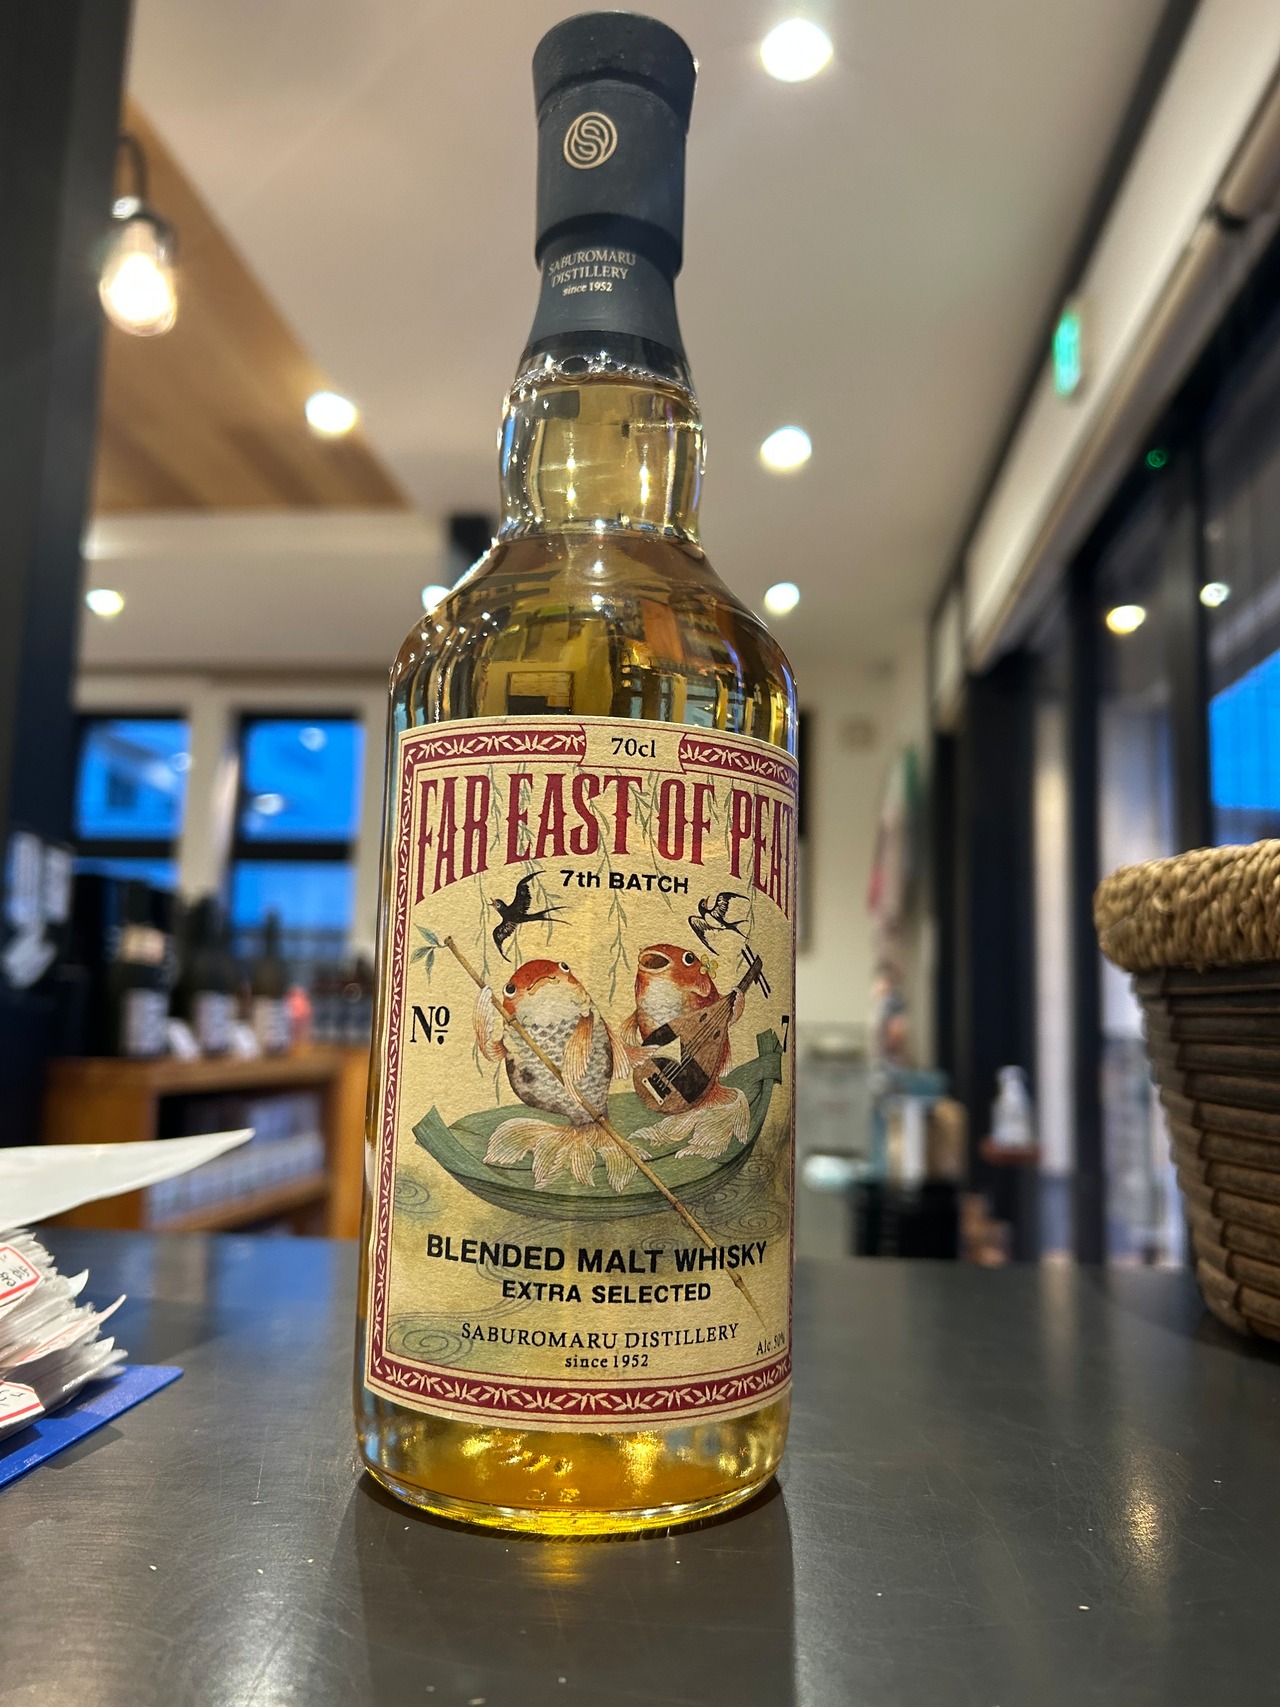 SABUROMARU
DISTILLERY
since 1952
70cl
FAR EAST OF PEAT
7th BATCH
Nº 7
BLENDED MALT WHISKY
EXTRA SELECTED
SABUROMARU DISTILLERY
since 1952
Alc.50%